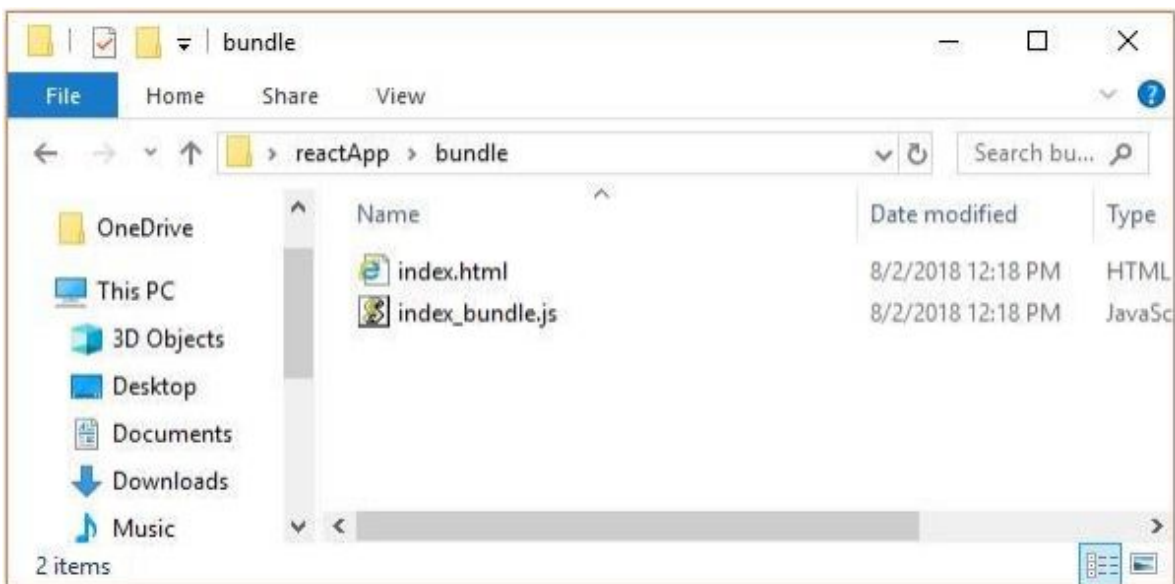 bundle
File Home Share View
reactApp > bundle
Search bu...
Name Date modified Type
OneDrive
This PC
3D Objects
Desktop
Documents
Downloads
Music
index.html 8/2/2018 12:18 PM HTML
index_bundle.js 8/2/2018 12:18 PM JavaSc
2 items